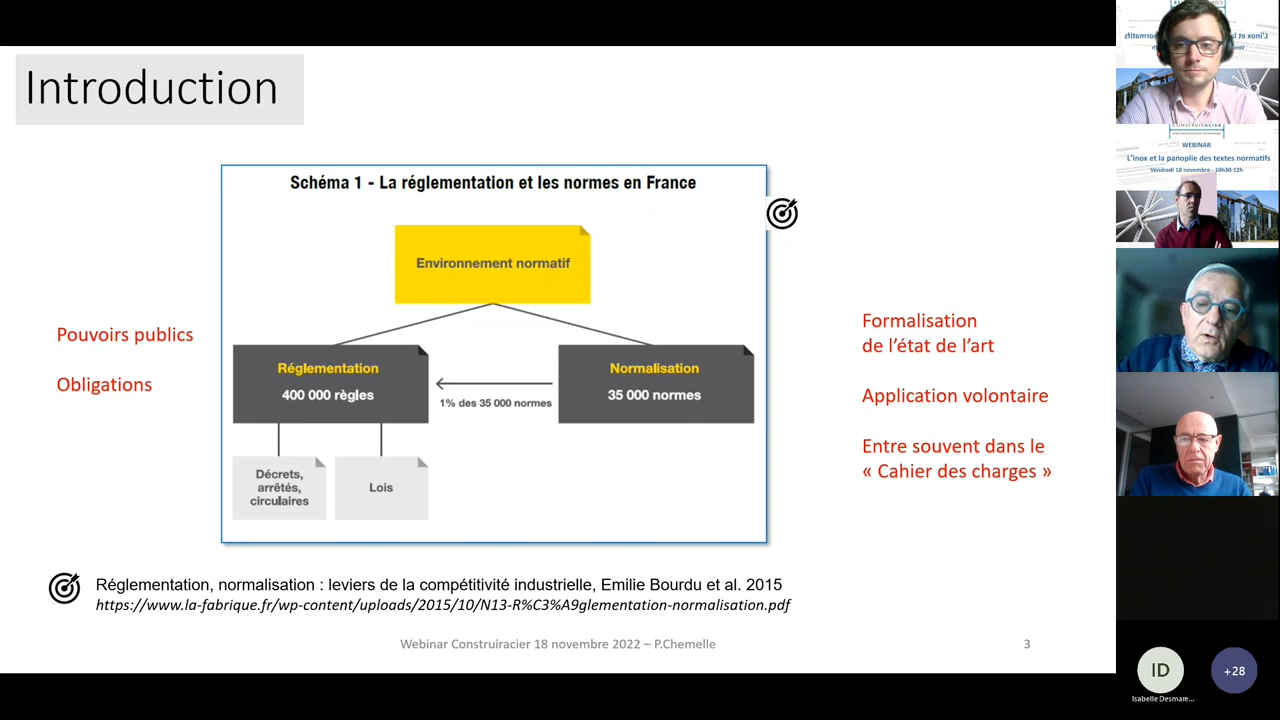 Introduction
Schéma 1 - La réglementation et les normes en France
Environnement normatif
Pouvoirs publics
Obligations
Réglementation
400 000 règles
1% des 35 000 normes
Normalisation
35 000 normes
Décrets,
arrêtés,
circulaires
Lois
Formalisation
de l’état de l’art
Application volontaire
Entre souvent dans le
« Cahier des charges »
Réglementation, normalisation : leviers de la compétitivité industrielle, Emilie Bourdu et al. 2015
https://www.la-fabrique.fr/wp-content/uploads/2015/10/N13-R%C3%A9glementation-normalisation.pdf
Webinar Construiracier 18 novembre 2022 – P.Chemelle
3
CONSTRUIRACIER
WEBINAR
L’inox et la panoplie des textes normatifs
Vendredi 18 novembre - 10h30-12h
ID
+28
Isabelle Desmare...